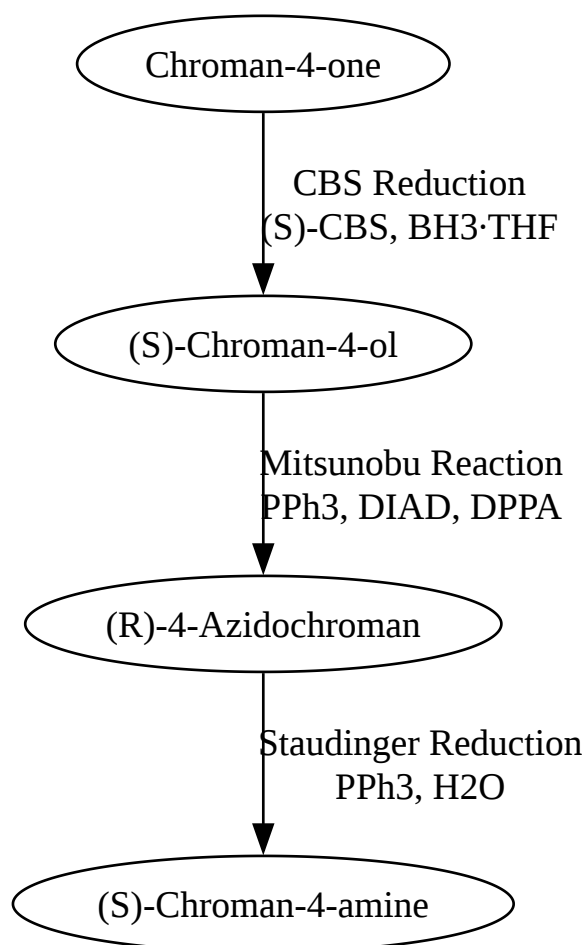 Chroman-4-one
CBS Reduction
(S)-CBS, BH3·THF
(S)-Chroman-4-ol
Mitsunobu Reaction
PPh3, DIAD, DPPA
(R)-4-Azidochroman
Staudinger Reduction
PPh3, H2O
(S)-Chroman-4-amine